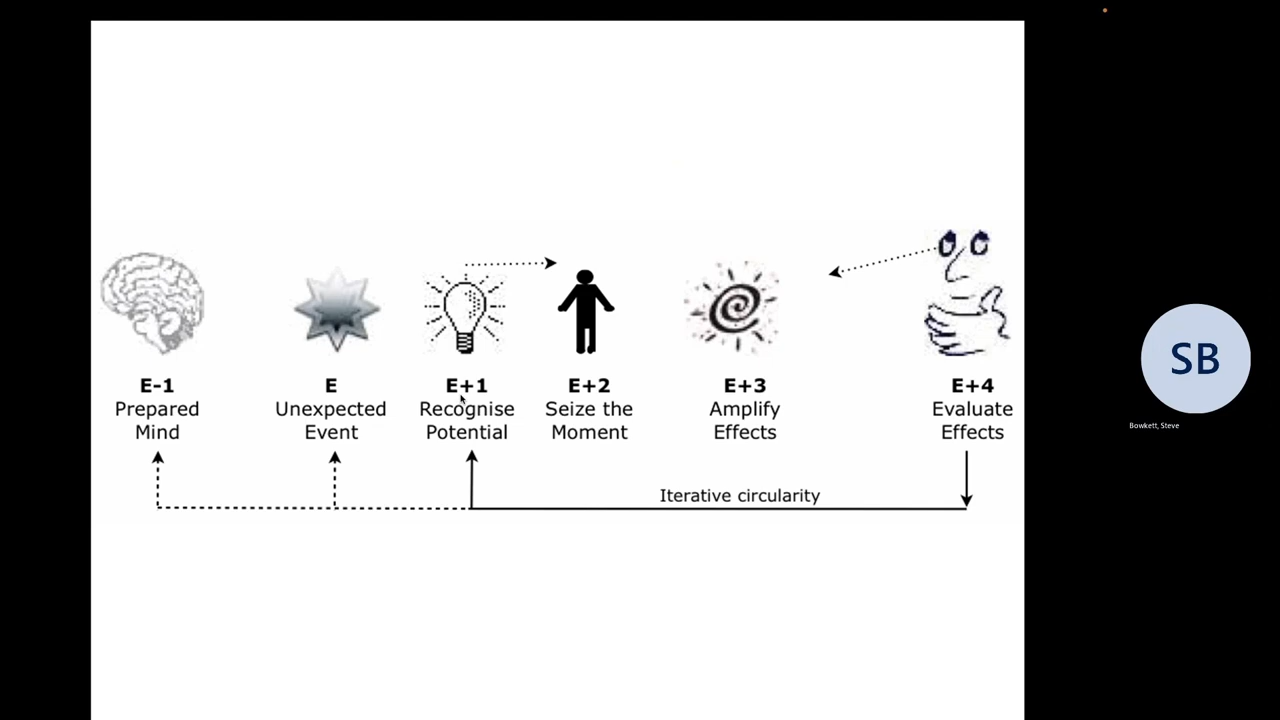 E-1
Prepared
Mind
E
Unexpected
Event
E+1
Recognise
Potential
E+2
Seize the
Moment
E+3
Amplify
Effects
E+4
Evaluate
Effects
Iterative circularity
SB
Bowkett, Steve